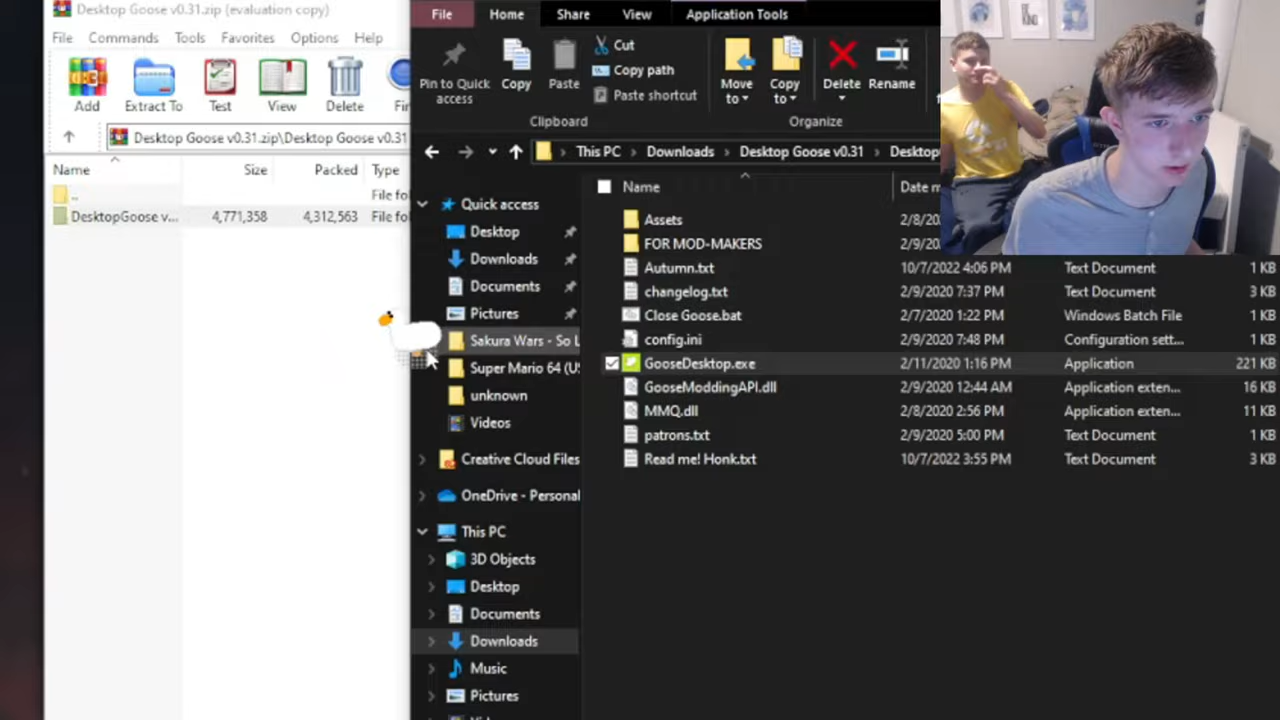 Desktop Goose v0.31.zip (evaluation copy)
File Commands Tools Favorites Options Help
Add Extract To Test View Delete
Desktop Goose v0.31.zip\Desktop Goose v0.31
Name Size Packed Type
.. File fo
DesktopGoose v... 4,771,358 4,312,563 File fo
File Home Share View Application Tools
Pin to Quick access
Copy
Paste
Cut
Copy path
Paste shortcut
Move to
Copy to
Delete
Rename
Clipboard
Organize
This PC Downloads Desktop Goose v0.31 Desktop
Quick access
Desktop
Downloads
Documents
Pictures
Sakura Wars - So L
Super Mario 64 (U
unknown
Videos
Creative Cloud Files
OneDrive - Personal
This PC
3D Objects
Desktop
Documents
Downloads
Music
Pictures
Name Date m
Assets 2/8/20
FOR MOD-MAKERS 2/9/20
Autumn.txt 10/7/2022 4:06 PM Text Document 1 KB
changelog.txt 2/9/2020 7:37 PM Text Document 3 KB
Close Goose.bat 2/7/2020 1:22 PM Windows Batch File 1 KB
config.ini 2/9/2020 7:48 PM Configuration sett... 1 KB
GooseDesktop.exe 2/11/2020 1:16 PM Application 221 KB
GooseModdingAPI.dll 2/9/2020 12:44 AM Application exten... 16 KB
MMQ.dll 2/8/2020 2:56 PM Application exten... 11 KB
patrons.txt 2/9/2020 5:00 PM Text Document 1 KB
Read me! Honk.txt 10/7/2022 3:55 PM Text Document 3 KB